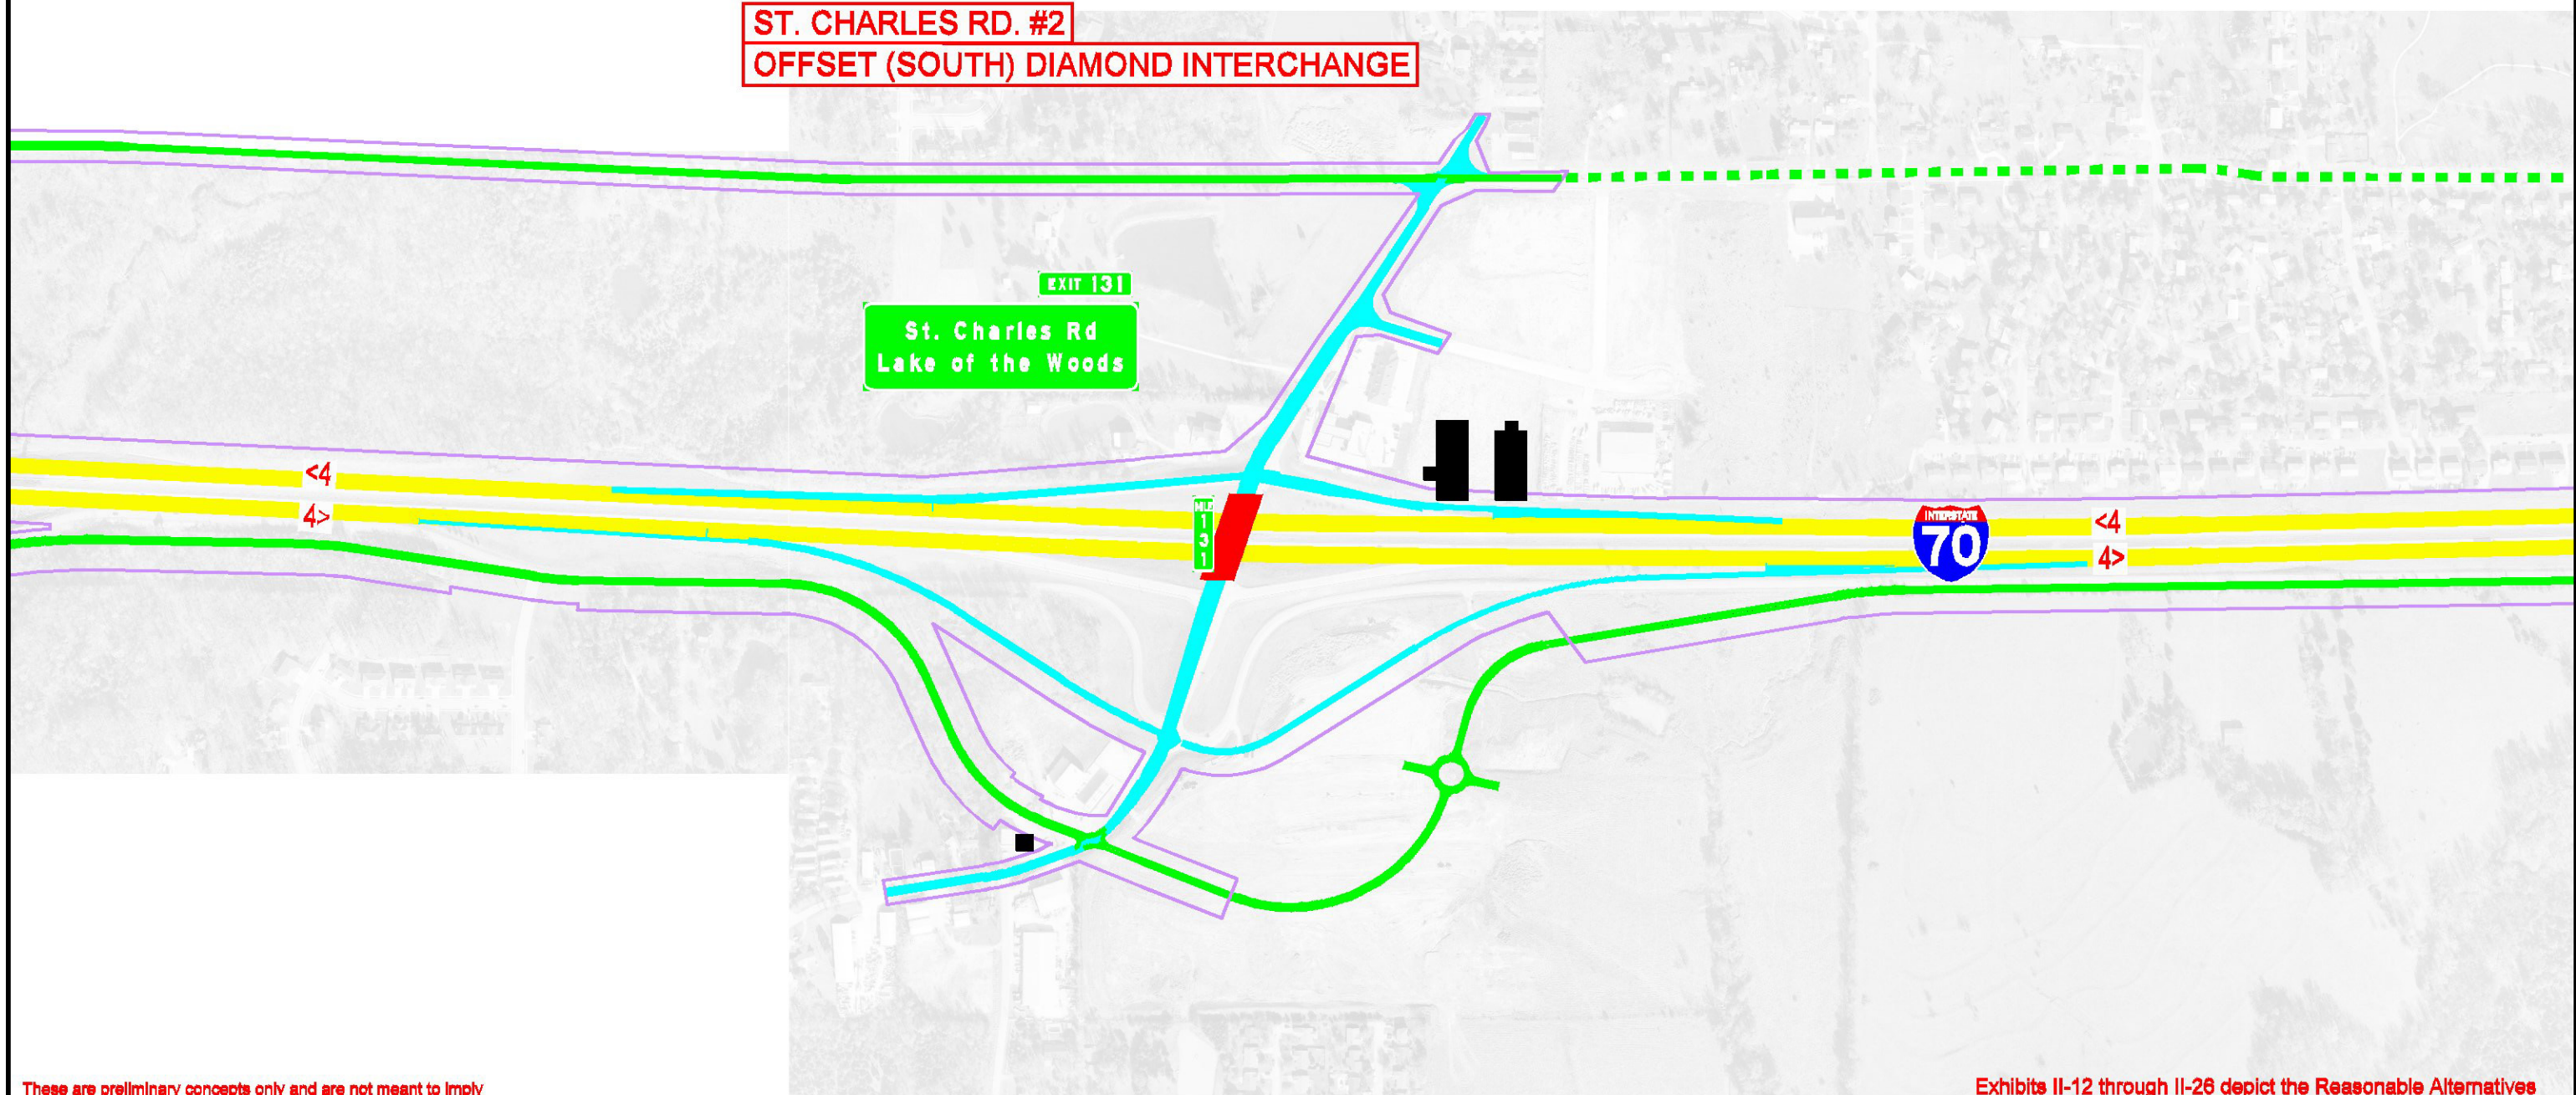 ST. CHARLES RD. #2
OFFSET (SOUTH) DIAMOND INTERCHANGE
EXIT 131
St. Charles Rd
Lake of the Woods
<4
4>
MILE
131
INTERSTATE
70
<4
4>
These are preliminary concepts only and are not meant to imply
Exhibits II-12 through II-26 depict the Reasonable Alternatives